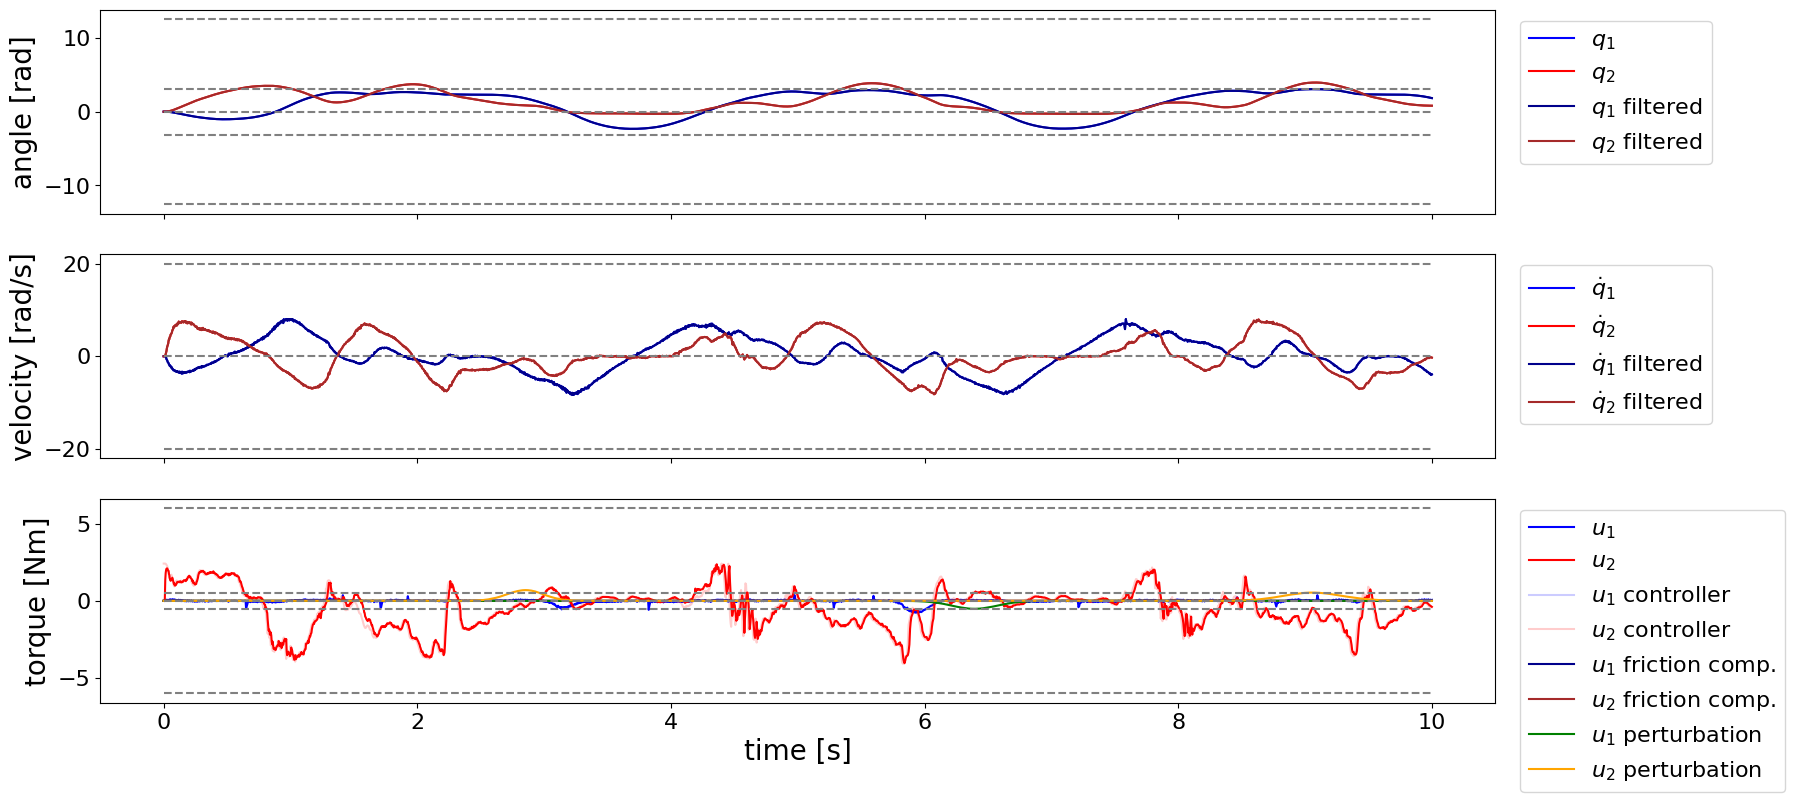 angle [rad]
10
0
−10
q₁
q₂
q₁ filtered
q₂ filtered
velocity [rad/s]
20
0
−20
q̇₁
q̇₂
q̇₁ filtered
q̇₂ filtered
torque [Nm]
5
0
−5
0 2 4 6 8 10
time [s]
u₁
u₂
u₁ controller
u₂ controller
u₁ friction comp.
u₂ friction comp.
u₁ perturbation
u₂ perturbation